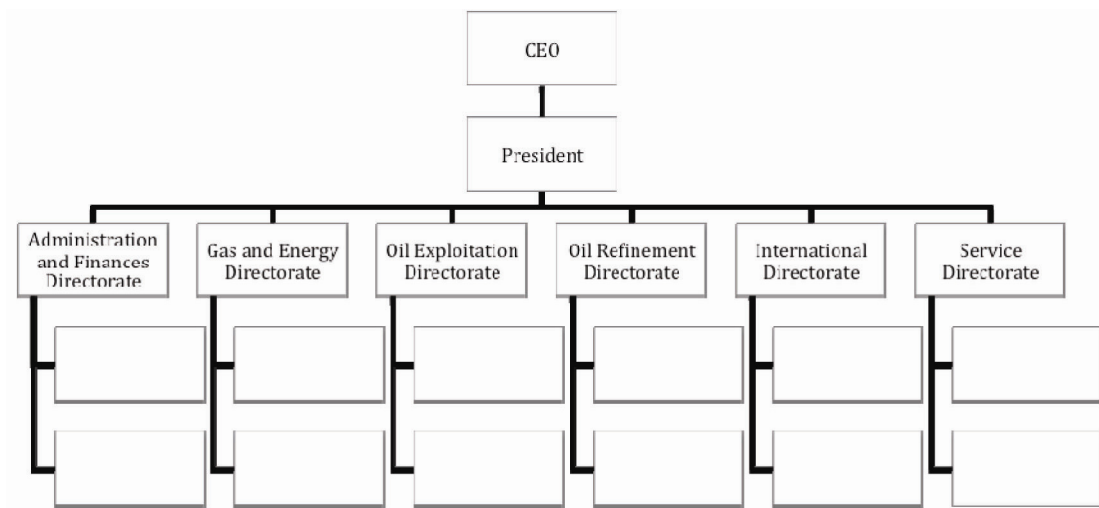 CEO
President
Administration
and Finances
Directorate
Gas and Energy
Directorate
Oil Exploitation
Directorate
Oil Refinement
Directorate
International
Directorate
Service
Directorate